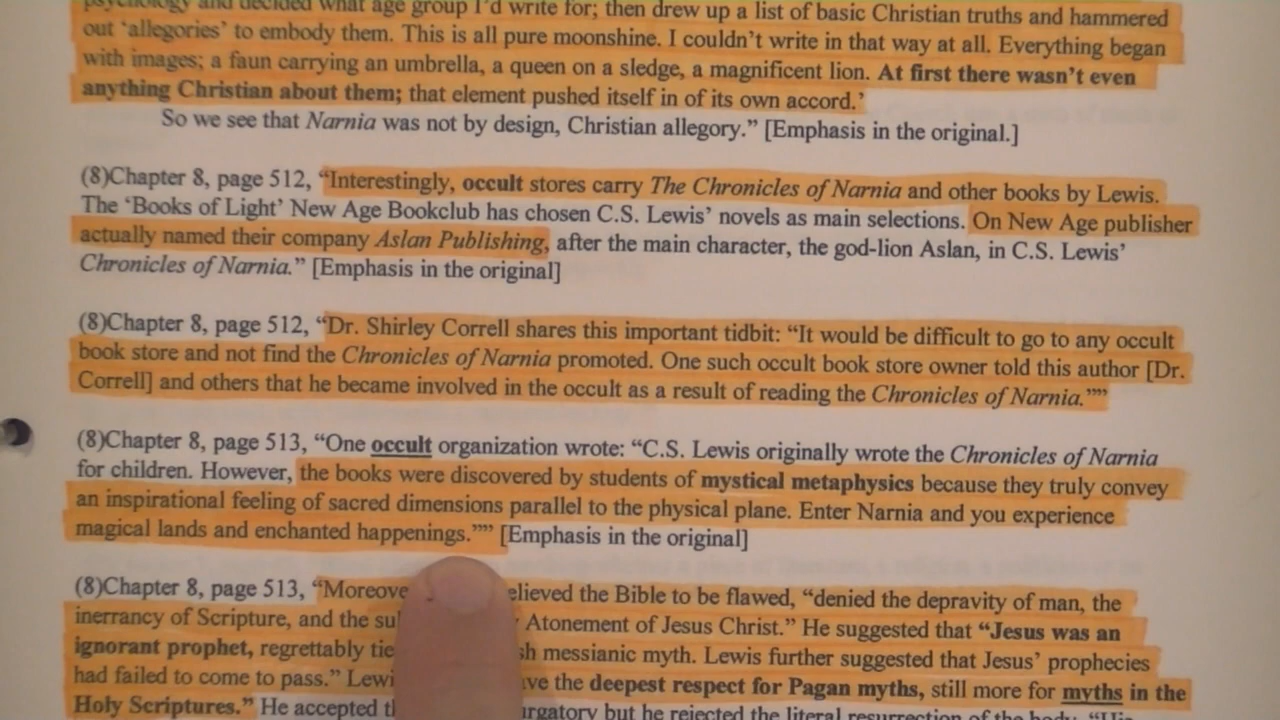 psychology and decided what age group I'd write for; then drew up a list of basic Christian truths and hammered
out 'allegories' to embody them. This is all pure moonshine. I couldn't write in that way at all. Everything began
with images; a faun carrying an umbrella, a queen on a sledge, a magnificent lion. At first there wasn't even
anything Christian about them; that element pushed itself in of its own accord.'
So we see that Narnia was not by design, Christian allegory." [Emphasis in the original.]
(8)Chapter 8, page 512, "Interestingly, occult stores carry The Chronicles of Narnia and other books by Lewis.
The 'Books of Light' New Age Bookclub has chosen C.S. Lewis' novels as main selections. On New Age publisher
actually named their company Aslan Publishing, after the main character, the god-lion Aslan, in C.S. Lewis'
Chronicles of Narnia." [Emphasis in the original]
(8)Chapter 8, page 512, "Dr. Shirley Correll shares this important tidbit: "It would be difficult to go to any occult
book store and not find the Chronicles of Narnia promoted. One such occult book store owner told this author [Dr.
Correll] and others that he became involved in the occult as a result of reading the Chronicles of Narnia.""
(8)Chapter 8, page 513, "One occult organization wrote: "C.S. Lewis originally wrote the Chronicles of Narnia
for children. However, the books were discovered by students of mystical metaphysics because they truly convey
an inspirational feeling of sacred dimensions parallel to the physical plane. Enter Narnia and you experience
magical lands and enchanted happenings."" [Emphasis in the original]
(8)Chapter 8, page 513, the Bible to be flawed, "denied the depravity of man, the
inerrancy of Scripture, and the Atonement of Jesus Christ." He suggested that "Jesus was an
ignorant prophet, regrettably messianic myth. Lewis further suggested that Jesus' prophecies
had failed to come to pass." the deepest respect for Pagan myths, still more for myths in the
Holy Scriptures." He accepted but he rejected the literal resurrection of the body.